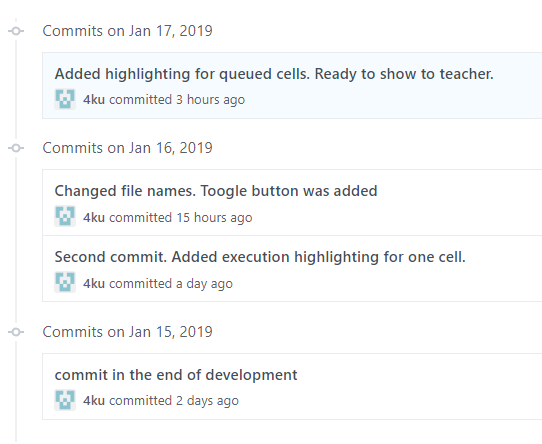 Commits on Jan 17, 2019
Added highlighting for queued cells. Ready to show to teacher.
4ku committed 3 hours ago
Commits on Jan 16, 2019
Changed file names. Toogle button was added
4ku committed 15 hours ago
Second commit. Added execution highlighting for one cell.
4ku committed a day ago
Commits on Jan 15, 2019
commit in the end of development
4ku committed 2 days ago